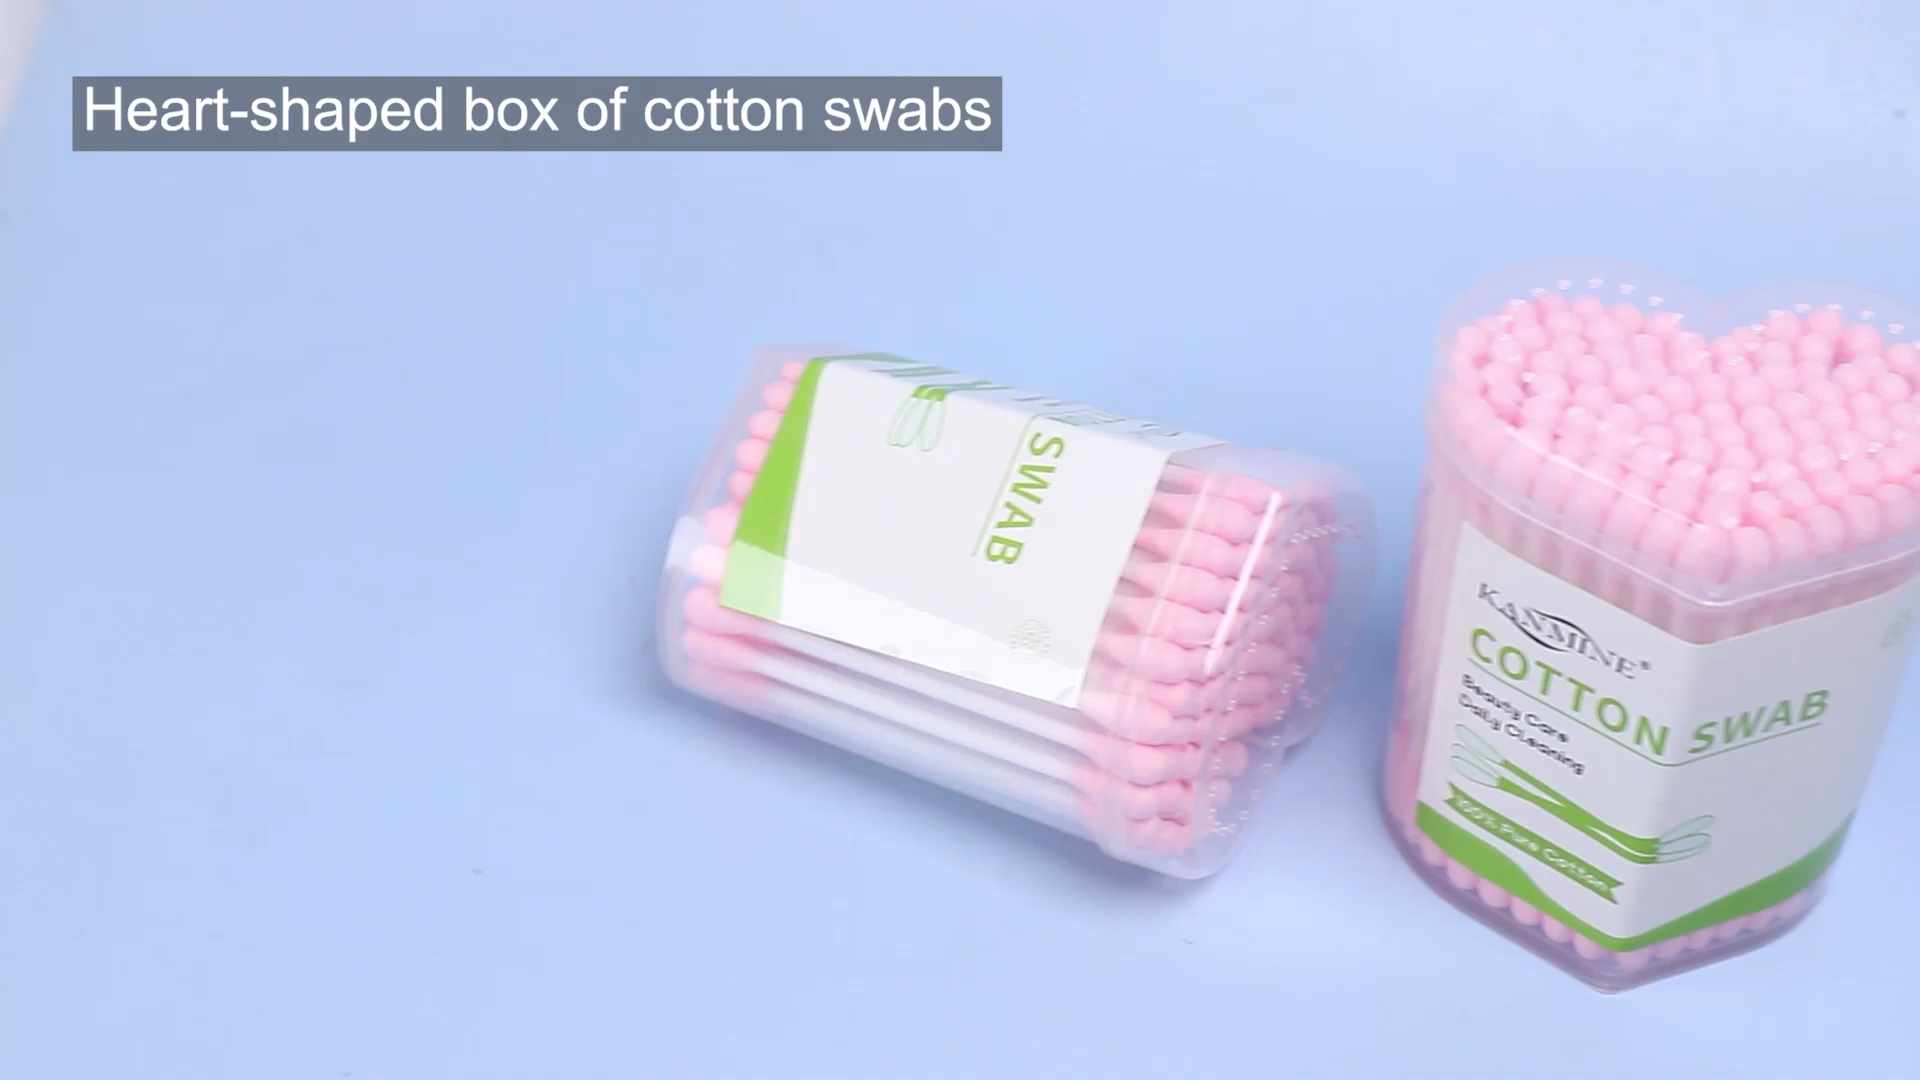 Heart-shaped box of cotton swabs
SWAB
KANMINE®
COTTON SWAB
Beauty Care
Daily Cleaning
100% Pure Cotton